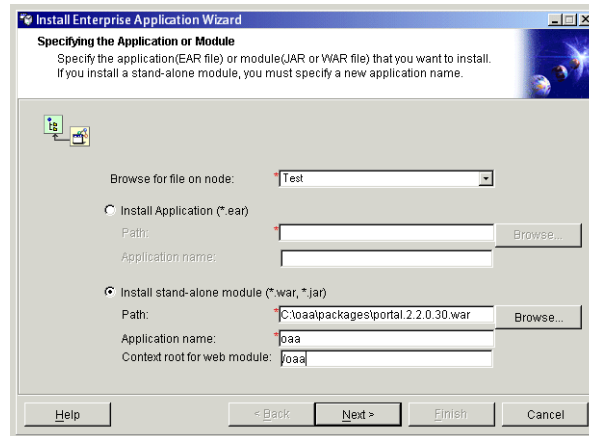 Install Enterprise Application Wizard
Specifying the Application or Module
Specify the application(EAR file) or module(JAR or WAR file) that you want to install.
If you install a stand-alone module, you must specify a new application name.
Browse for file on node: *Test
Install Application (*.ear)
Path: * Browse...
Application name:
Install stand-alone module (*.war, *.jar)
Path: *C:\oaa\packages\portal.2.2.0.30.war Browse...
Application name: *oaa
Context root for web module: /oaa
Help < Back Next > Finish Cancel